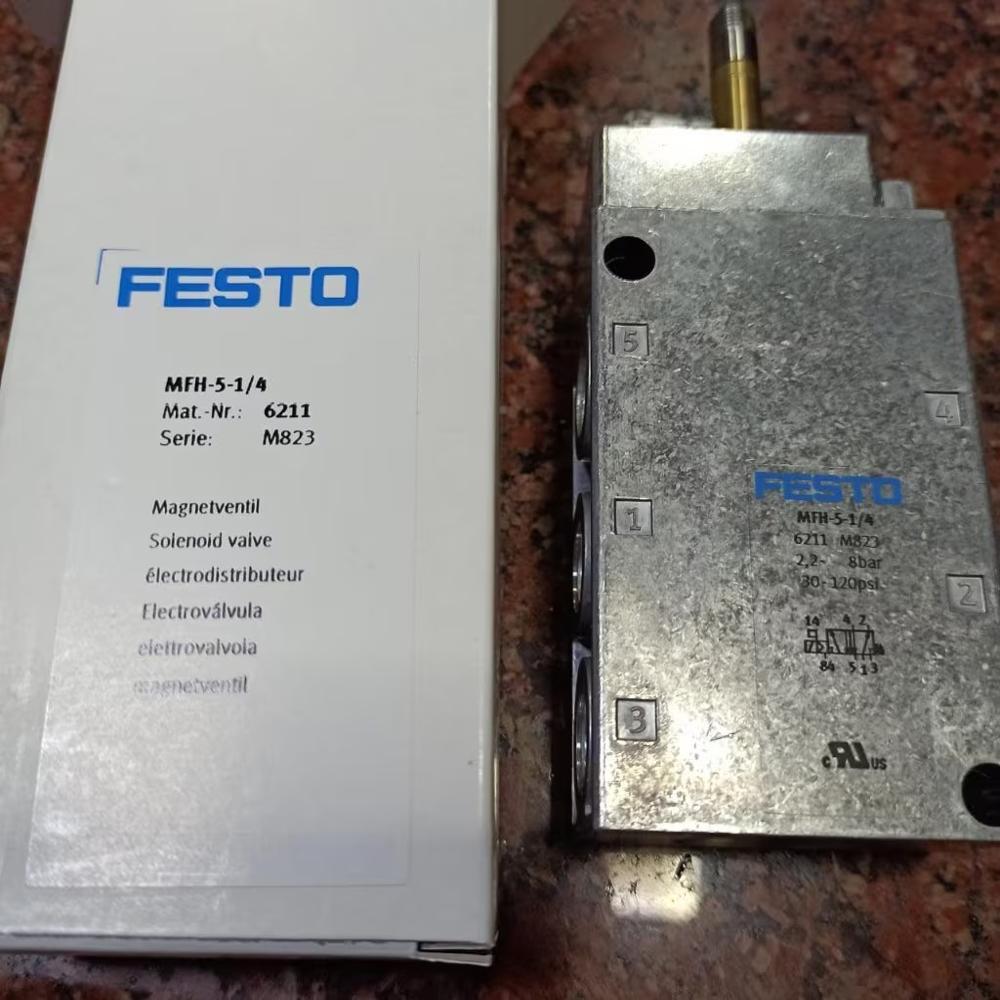 FESTO
MFH-5-1/4
Mat.-Nr.: 6211
Serie: M823
Magnetventil
Solenoid valve
électrodistributeur
Electroválvula
elettrovalvola
magnetventil
5
4
1
2
3
FESTO
MFH-5-1/4
6211 M823
2,2- 8bar
30-120psi
14 4 2
84 5 1 3
c RU US